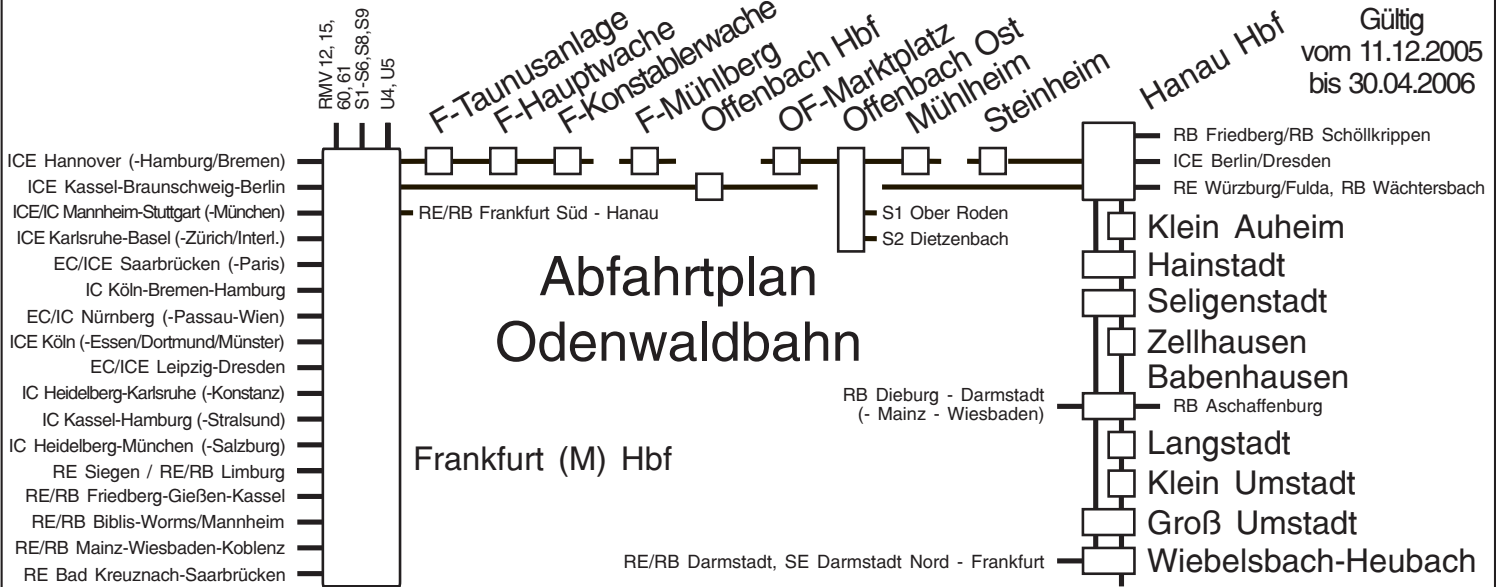 RMV 12, 15,
60, 61
S1-S6,S8,S9
U4, U5
F-Taunusanlage
F-Hauptwache
F-Konstablerwache
F-Mühlberg
Offenbach Hbf
OF-Marktplatz
Offenbach Ost
Mühlheim
Steinheim
Hanau Hbf
Gültig
vom 11.12.2005
bis 30.04.2006
ICE Hannover (-Hamburg/Bremen)
ICE Kassel-Braunschweig-Berlin
ICE/IC Mannheim-Stuttgart (-München)
ICE Karlsruhe-Basel (-Zürich/Interl.)
EC/ICE Saarbrücken (-Paris)
IC Köln-Bremen-Hamburg
EC/IC Nürnberg (-Passau-Wien)
ICE Köln (-Essen/Dortmund/Münster)
EC/ICE Leipzig-Dresden
IC Heidelberg-Karlsruhe (-Konstanz)
IC Kassel-Hamburg (-Stralsund)
IC Heidelberg-München (-Salzburg)
RE Siegen / RE/RB Limburg
RE/RB Friedberg-Gießen-Kassel
RE/RB Biblis-Worms/Mannheim
RE/RB Mainz-Wiesbaden-Koblenz
RE Bad Kreuznach-Saarbrücken
RE/RB Frankfurt Süd - Hanau
S1 Ober Roden
S2 Dietzenbach
Abfahrtplan
Odenwaldbahn
Frankfurt (M) Hbf
RB Friedberg/RB Schöllkrippen
ICE Berlin/Dresden
RE Würzburg/Fulda, RB Wächtersbach
Klein Auheim
Hainstadt
Seligenstadt
Zellhausen
Babenhausen
RB Dieburg - Darmstadt
(- Mainz - Wiesbaden)
RB Aschaffenburg
Langstadt
Klein Umstadt
Groß Umstadt
RE/RB Darmstadt, SE Darmstadt Nord - Frankfurt
Wiebelsbach-Heubach